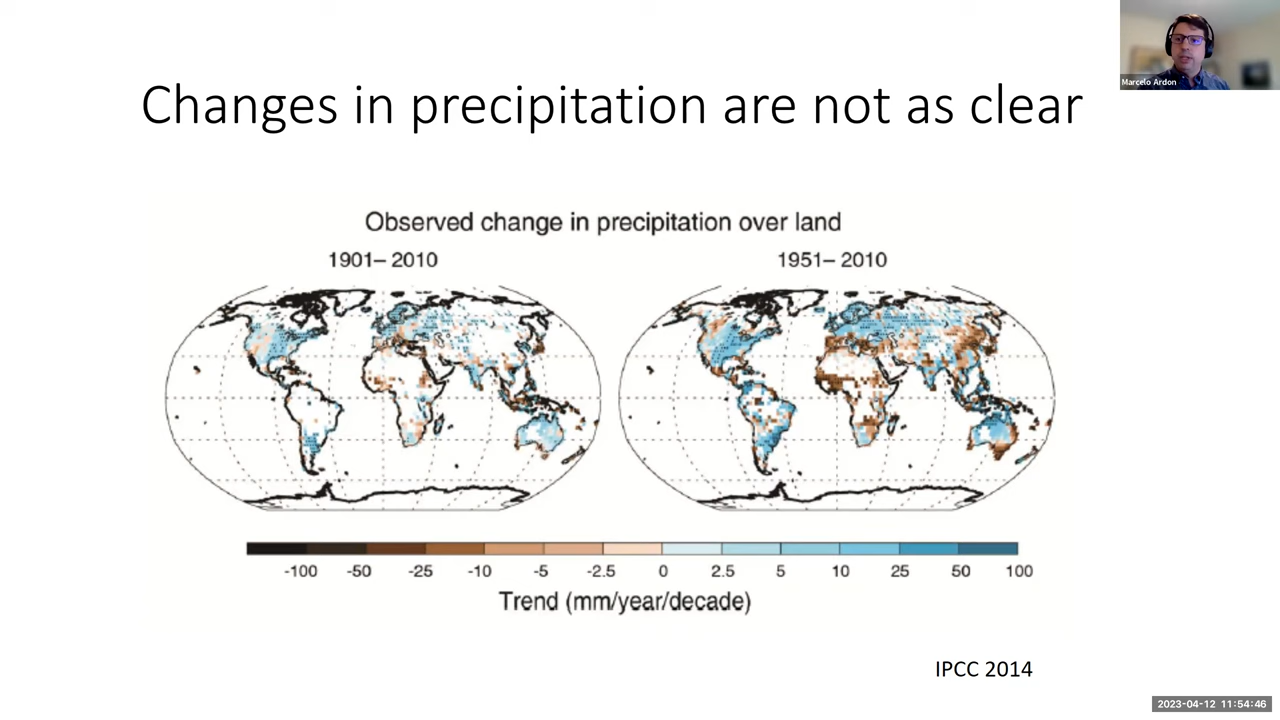 Marcelo Ardon
Changes in precipitation are not as clear
Observed change in precipitation over land
1901– 2010
1951– 2010
-100 -50 -25 -10 -5 -2.5 0 2.5 5 10 25 50 100
Trend (mm/year/decade)
IPCC 2014
2023-04-12 11:54:46